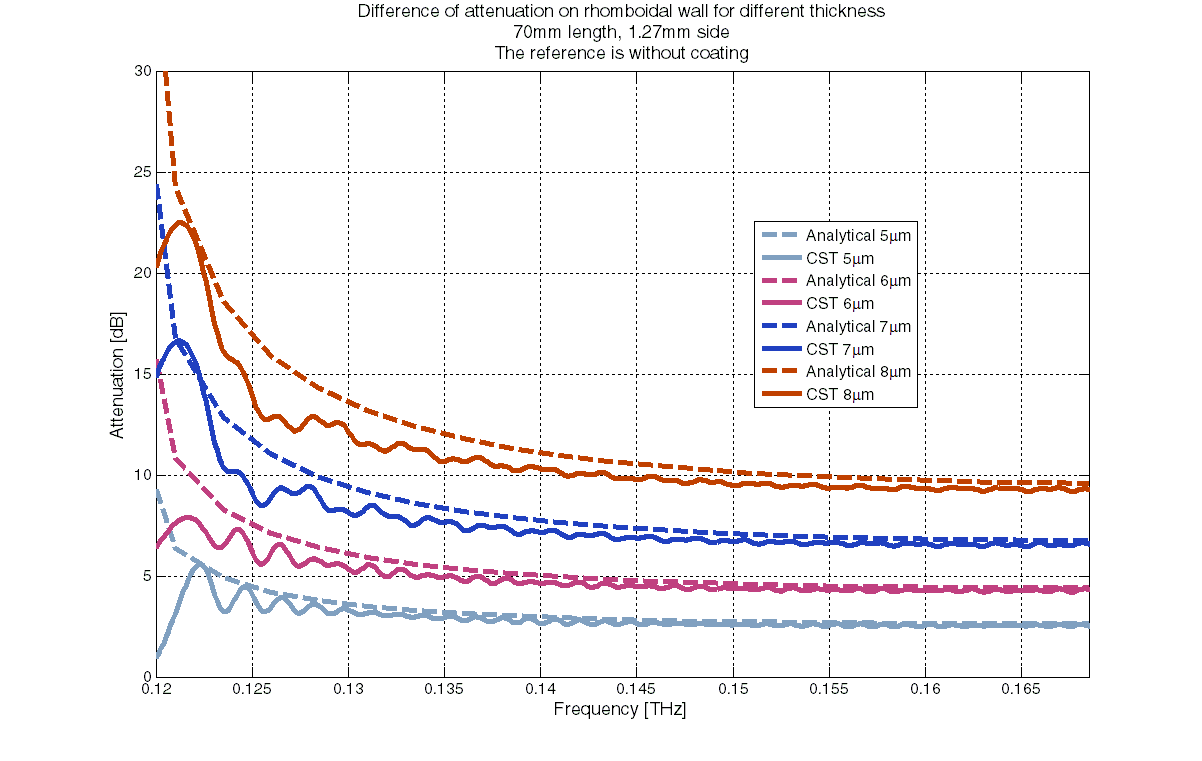 Difference of attenuation on rhomboidal wall for different thickness
70mm length, 1.27mm side
The reference is without coating
30
25
20
15
10
5
0
Attenuation [dB]
Analytical 5μm
CST 5μm
Analytical 6μm
CST 6μm
Analytical 7μm
CST 7μm
Analytical 8μm
CST 8μm
0.12 0.125 0.13 0.135 0.14 0.145 0.15 0.155 0.16 0.165
Frequency [THz]